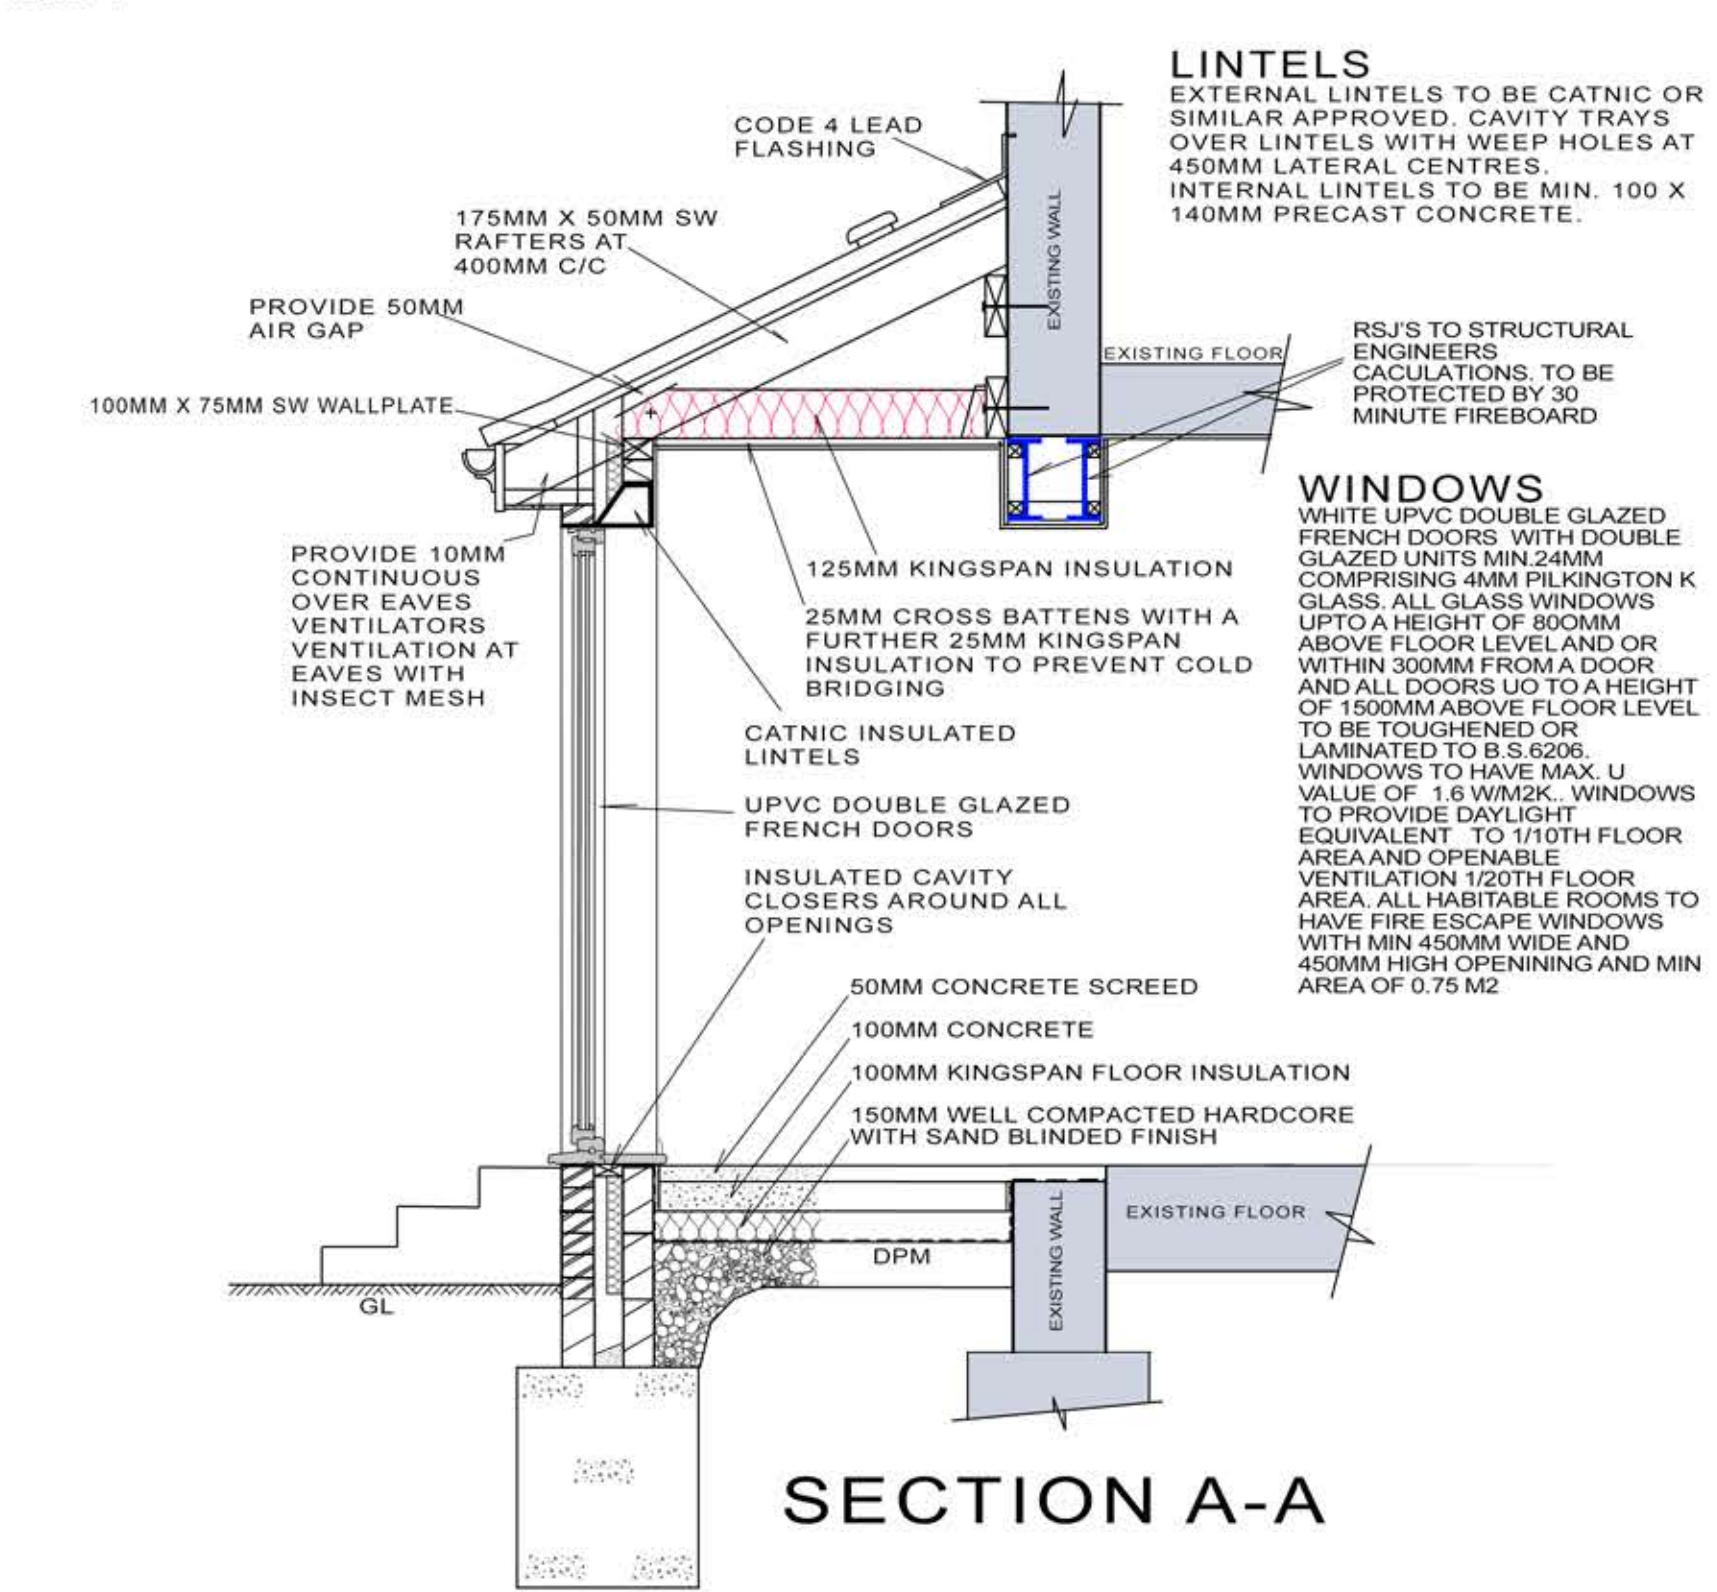 LINTELS
EXTERNAL LINTELS TO BE CATNIC OR
SIMILAR APPROVED. CAVITY TRAYS
OVER LINTELS WITH WEEP HOLES AT
450MM LATERAL CENTRES.
INTERNAL LINTELS TO BE MIN. 100 X
140MM PRECAST CONCRETE.
CODE 4 LEAD
FLASHING
175MM X 50MM SW
RAFTERS AT
400MM C/C
PROVIDE 50MM
AIR GAP
100MM X 75MM SW WALLPLATE
EXISTING WALL
EXISTING FLOOR
RSJ'S TO STRUCTURAL
ENGINEERS
CACULATIONS. TO BE
PROTECTED BY 30
MINUTE FIREBOARD
WINDOWS
WHITE UPVC DOUBLE GLAZED
FRENCH DOORS WITH DOUBLE
GLAZED UNITS MIN.24MM
COMPRISING 4MM PILKINGTON K
GLASS. ALL GLASS WINDOWS
UPTO A HEIGHT OF 80OMM
ABOVE FLOOR LEVEL AND OR
WITHIN 300MM FROM A DOOR
AND ALL DOORS UO TO A HEIGHT
OF 1500MM ABOVE FLOOR LEVEL
TO BE TOUGHENED OR
LAMINATED TO B.S.6206.
WINDOWS TO HAVE MAX. U
VALUE OF 1.6 W/M2K.. WINDOWS
TO PROVIDE DAYLIGHT
EQUIVALENT TO 1/10TH FLOOR
AREA AND OPENABLE
VENTILATION 1/20TH FLOOR
AREA. ALL HABITABLE ROOMS TO
HAVE FIRE ESCAPE WINDOWS
WITH MIN 450MM WIDE AND
450MM HIGH OPENINING AND MIN
AREA OF 0.75 M2
PROVIDE 10MM
CONTINUOUS
OVER EAVES
VENTILATORS
VENTILATION AT
EAVES WITH
INSECT MESH
125MM KINGSPAN INSULATION
25MM CROSS BATTENS WITH A
FURTHER 25MM KINGSPAN
INSULATION TO PREVENT COLD
BRIDGING
CATNIC INSULATED
LINTELS
UPVC DOUBLE GLAZED
FRENCH DOORS
INSULATED CAVITY
CLOSERS AROUND ALL
OPENINGS
50MM CONCRETE SCREED
100MM CONCRETE
100MM KINGSPAN FLOOR INSULATION
150MM WELL COMPACTED HARDCORE
WITH SAND BLINDED FINISH
EXISTING FLOOR
DPM
EXISTING WALL
GL
SECTION A-A